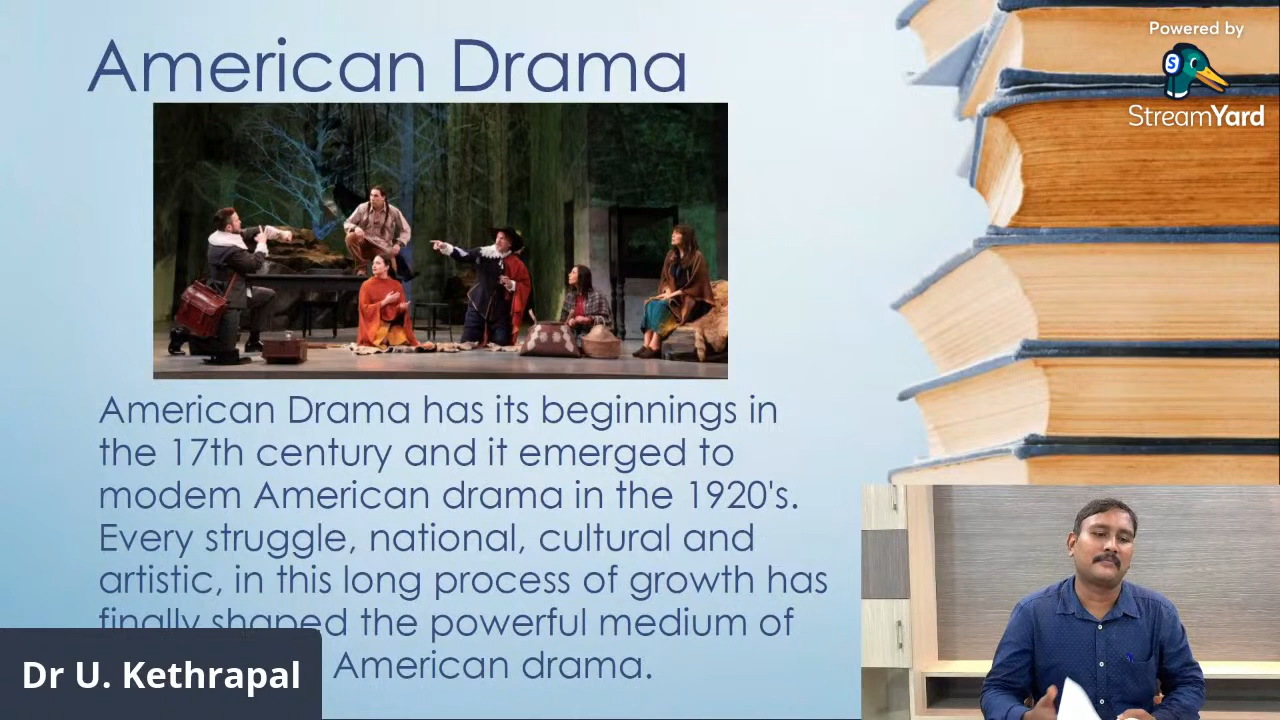 American Drama
Powered by
StreamYard
American Drama has its beginnings in
the 17th century and it emerged to
modem American drama in the 1920's.
Every struggle, national, cultural and
artistic, in this long process of growth has
finally shaped the powerful medium of
American drama.
Dr U. Kethrapal